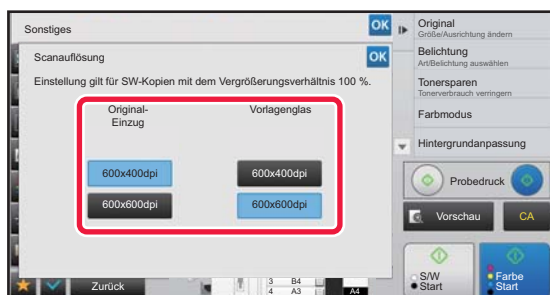 Sonstiges
OK
Scanauflösung
OK
Einstellung gilt für SW-Kopien mit dem Vergrößerungsverhältnis 100 %.
Original-
Einzug
Vorlagenglas
600x400dpi
600x400dpi
600x600dpi
600x600dpi
Zurück
3 B4
4 A3
A4
Original
Größe/Ausrichtung ändern
Belichtung
Art/Belichtung auswählen
Tonersparen
Tonerverbrauch verringern
Farbmodus
Hintergrundanpassung
Probedruck
Vorschau
CA
S/W
Start
Farbe
Start